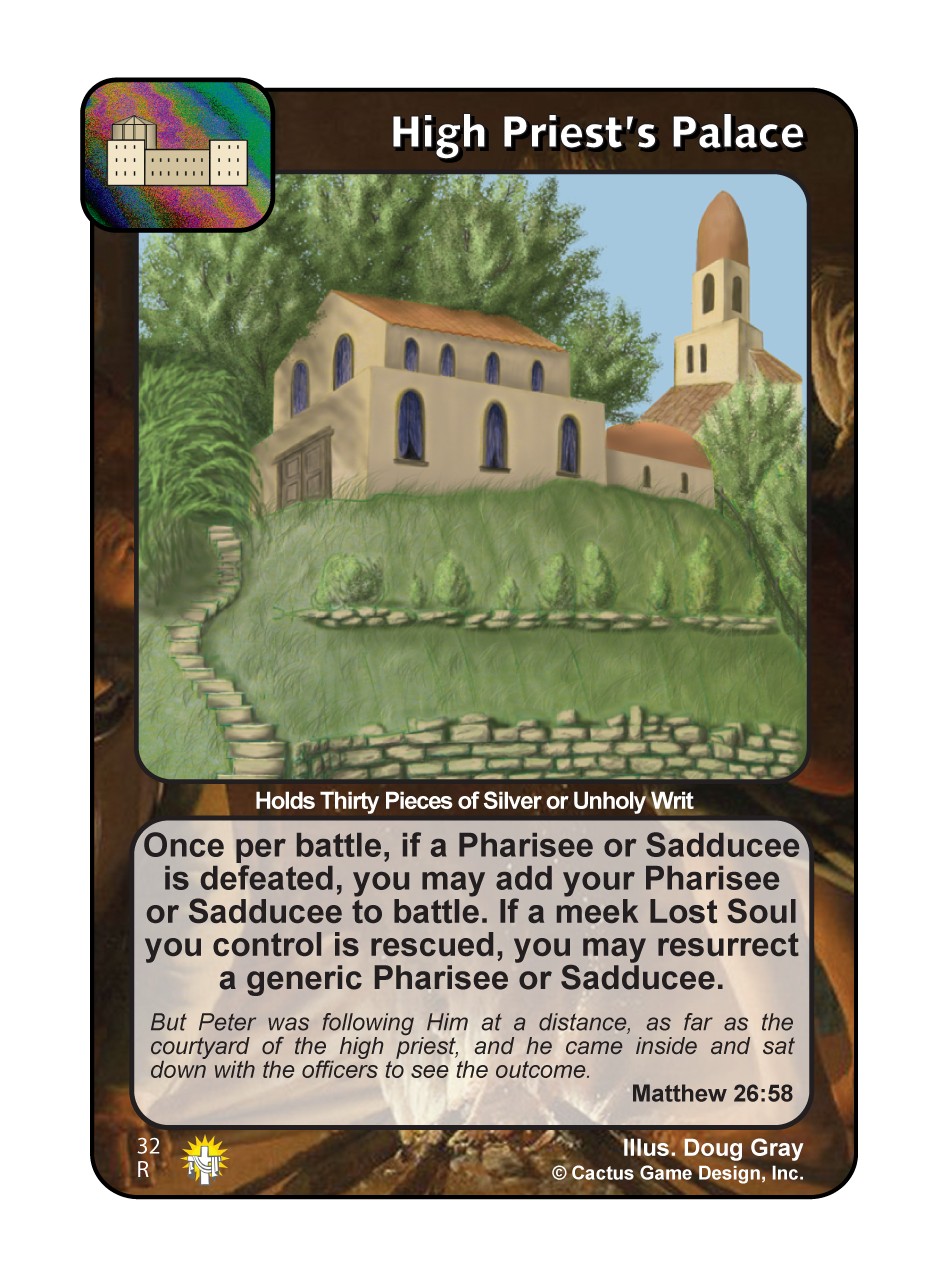 High Priest's Palace
Holds Thirty Pieces of Silver or Unholy Writ
Once per battle, if a Pharisee or Sadducee
is defeated, you may add your Pharisee
or Sadducee to battle. If a meek Lost Soul
you control is rescued, you may resurrect
a generic Pharisee or Sadducee.
But Peter was following Him at a distance, as far as the
courtyard of the high priest, and he came inside and sat
down with the officers to see the outcome.
Matthew 26:58
32
R
Illus. Doug Gray
© Cactus Game Design, Inc.